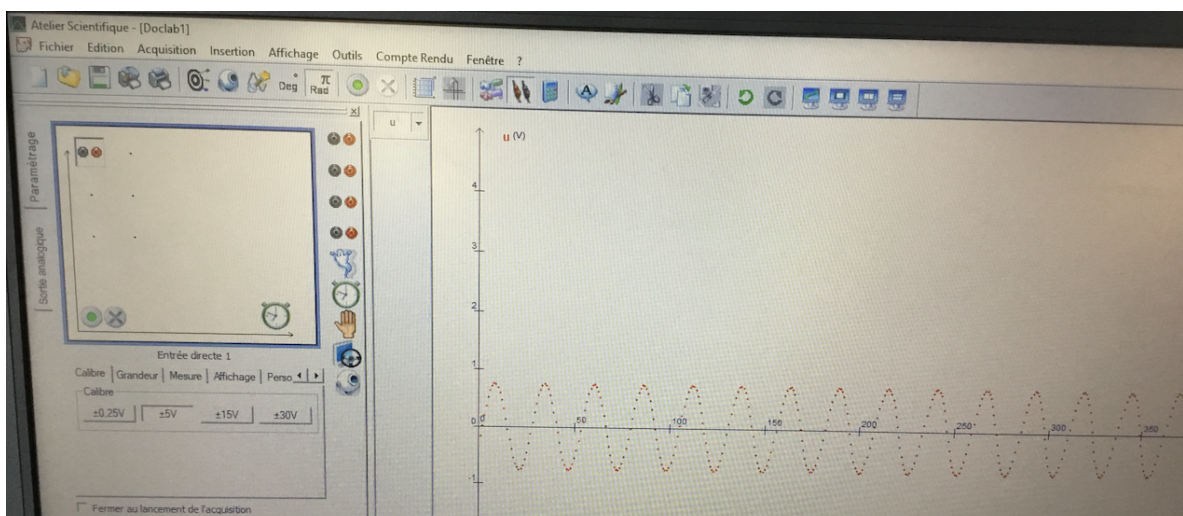 Atelier Scientifique - [Doclab1]
Fichier Edition Acquisition Insertion Affichage Outils Compte Rendu Fenêtre ?
Deg π Rad
A
Paramétrage
Sortie analogique
u
u (V)
4
3
2
1
0 0 50 100 150 200 250 300 350
-1
Entrée directe 1
Calibre Grandeur Mesure Affichage Perso
Calibre
±0,25V ±5V ±15V ±30V
Fermer au lancement de l'acquisition